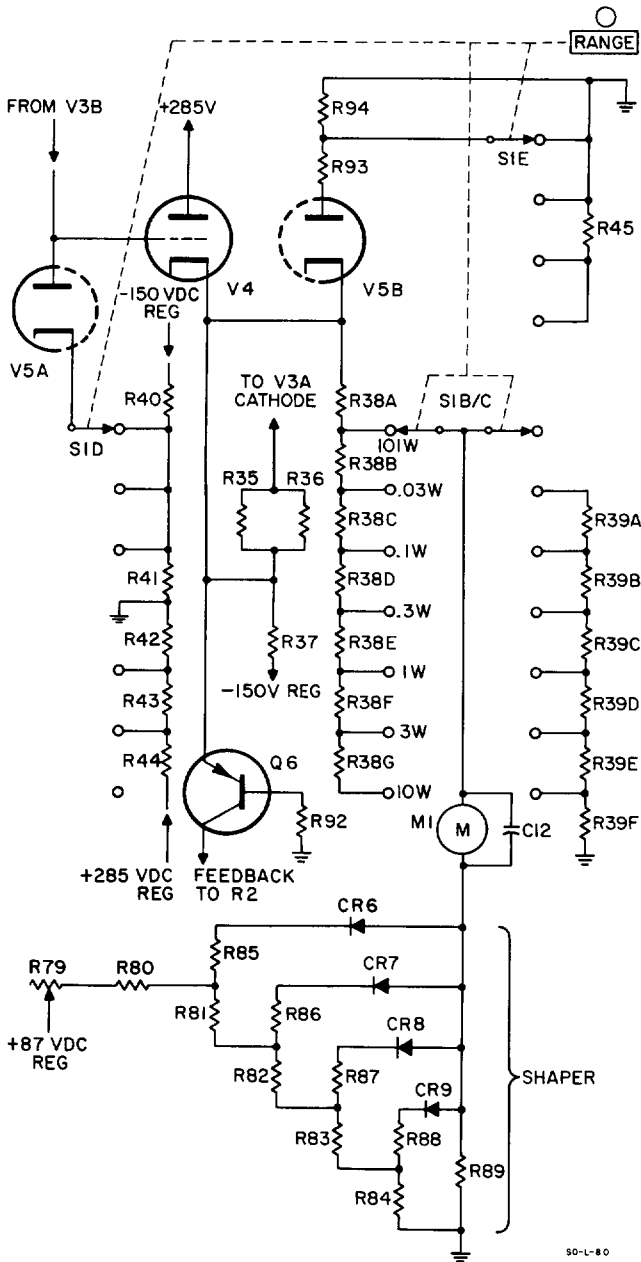 RANGE
FROM V3B
+285V
R94
R93
S1E
R45
V4
V5B
-150 VDC
REG
V5A
R40
S1D
TO V3A
CATHODE
R35
R36
R38A
S1B/C
101W
R38B
.03W
R38C
.1W
R38D
.3W
R38E
1W
R38F
3W
R38G
10W
R39A
R39B
R39C
R39D
R39E
R39F
R41
R42
R43
R44
R37
-150V REG
Q6
R92
M1
M
C12
+285 VDC
REG
FEEDBACK
TO R2
CR6
R85
R79
R80
CR7
R81
R86
+87 VDC
REG
CR8
R82
R87
SHAPER
CR9
R83
R88
R89
R84
SO-L-80